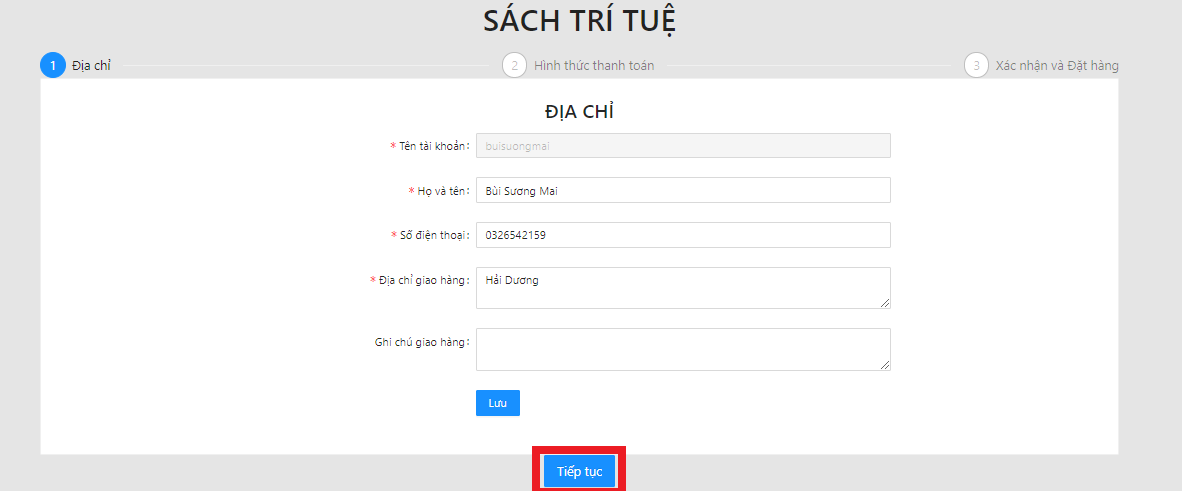 SÁCH TRÍ TUỆ
1 Địa chỉ 2 Hình thức thanh toán 3 Xác nhận và Đặt hàng
ĐỊA CHỈ
* Tên tài khoản: buisuongmai
* Họ và tên: Bùi Sương Mai
* Số điện thoại: 0326542159
* Địa chỉ giao hàng: Hải Dương
Ghi chú giao hàng:
Lưu
Tiếp tục